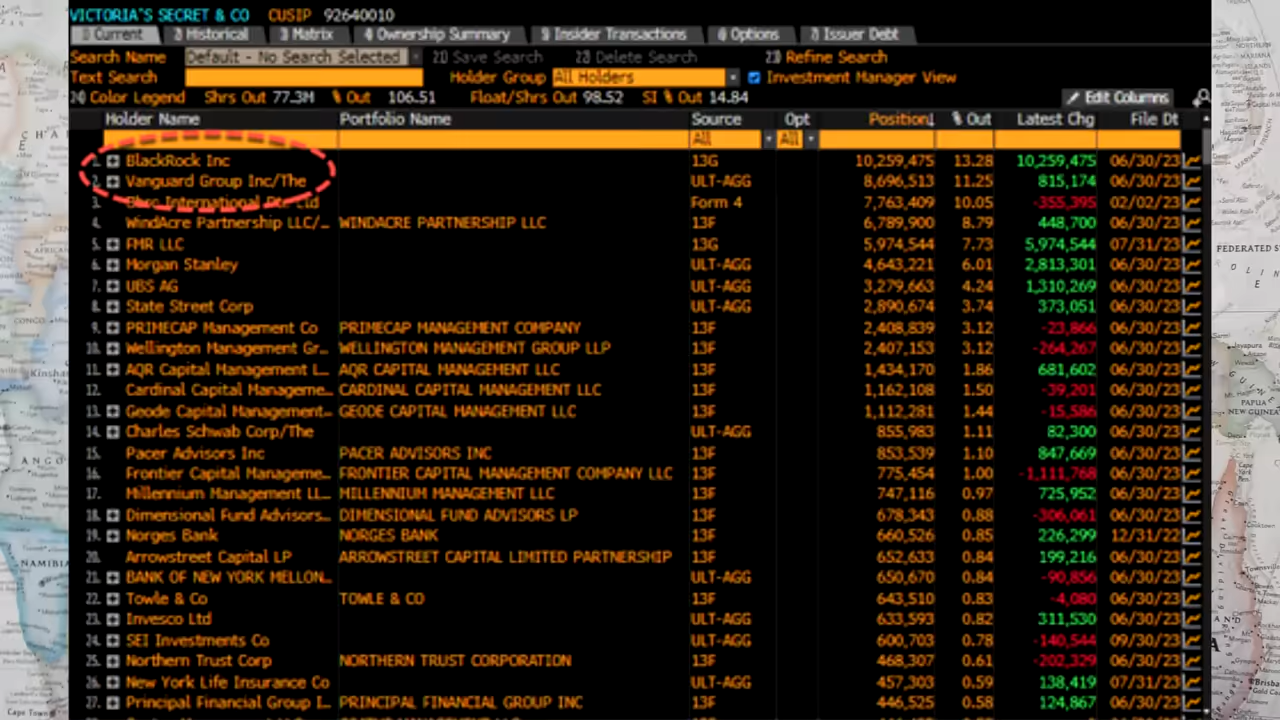 VICTORIA'S SECRET & CO CUSIP 92640010
1) Current 2) Historical 3) Matrix 4) Ownership Summary 5) Insider Transactions 6) Options 7) Issuer Debt
Search Name Default - No Search Selected 21) Save Search 22) Delete Search 23) Refine Search
Text Search Holder Group All Holders Investment Manager View
24) Color Legend Shrs Out 77.3M % Out 106.51 Float/Shrs Out 98.52 SI % Out 14.84 Edit Columns
Holder Name Portfolio Name Source Opt Position↓ % Out Latest Chg File Dt
All All
BlackRock Inc 13G 10,259,475 13.28 10,259,475 06/30/23
2. Vanguard Group Inc/The ULT-AGG 8,696,513 11.25 815,174 06/30/23
3. International Form 4 7,763,409 10.05 -355,395 02/02/23
4. WindAcre Partnership LLC/… WINDACRE PARTNERSHIP LLC 13F 6,789,900 8.79 448,700 06/30/23
5. FMR LLC 13G 5,974,544 7.73 5,974,544 07/31/23
6. Morgan Stanley ULT-AGG 4,643,221 6.01 2,813,301 06/30/23
7. UBS AG ULT-AGG 3,279,663 4.24 1,310,269 06/30/23
8. State Street Corp ULT-AGG 2,890,674 3.74 373,051 06/30/23
9. PRIMECAP Management Co PRIMECAP MANAGEMENT COMPANY 13F 2,408,839 3.12 -23,866 06/30/23
10. Wellington Management Gr… WELLINGTON MANAGEMENT GROUP LLP 13F 2,407,153 3.12 -264,267 06/30/23
11. AQR Capital Management L… AQR CAPITAL MANAGEMENT LLC 13F 1,434,170 1.86 681,602 06/30/23
12. Cardinal Capital Manageme… CARDINAL CAPITAL MANAGEMENT LLC 13F 1,162,108 1.50 -39,201 06/30/23
13. Geode Capital Management… GEODE CAPITAL MANAGEMENT LLC 13F 1,112,281 1.44 -15,586 06/30/23
14. Charles Schwab Corp/The ULT-AGG 855,983 1.11 82,300 06/30/23
15. Pacer Advisors Inc PACER ADVISORS INC 13F 853,539 1.10 847,669 06/30/23
16. Frontier Capital Manageme… FRONTIER CAPITAL MANAGEMENT COMPANY LLC 13F 775,454 1.00 -1,111,768 06/30/23
17. Millennium Management LL… MILLENNIUM MANAGEMENT LLC 13F 747,116 0.97 725,952 06/30/23
18. Dimensional Fund Advisors… DIMENSIONAL FUND ADVISORS LP 13F 678,343 0.88 -306,061 06/30/23
19. Norges Bank NORGES BANK 13F 660,526 0.85 226,299 12/31/22
20. Arrowstreet Capital LP ARROWSTREET CAPITAL LIMITED PARTNERSHIP 13F 652,633 0.84 199,216 06/30/23
21. BANK OF NEW YORK MELLON… ULT-AGG 650,670 0.84 -90,856 06/30/23
22. Towle & Co TOWLE & CO 13F 643,510 0.83 -4,080 06/30/23
23. Invesco Ltd ULT-AGG 633,593 0.82 311,530 06/30/23
24. SEI Investments Co ULT-AGG 600,703 0.78 -140,544 09/30/23
25. Northern Trust Corp NORTHERN TRUST CORPORATION 13F 468,307 0.61 -202,329 06/30/23
26. New York Life Insurance Co ULT-AGG 457,303 0.59 138,419 07/31/23
27. Principal Financial Group I… PRINCIPAL FINANCIAL GROUP INC 13F 446,525 0.58 124,867 06/30/23
CONGO
Kinshasa
ANGO
NAMIBIA
Cape Town
FEDERATED S
OLIN
E
Jayapura
PAPUA
NEW GUINEA
Townsville
Brisba